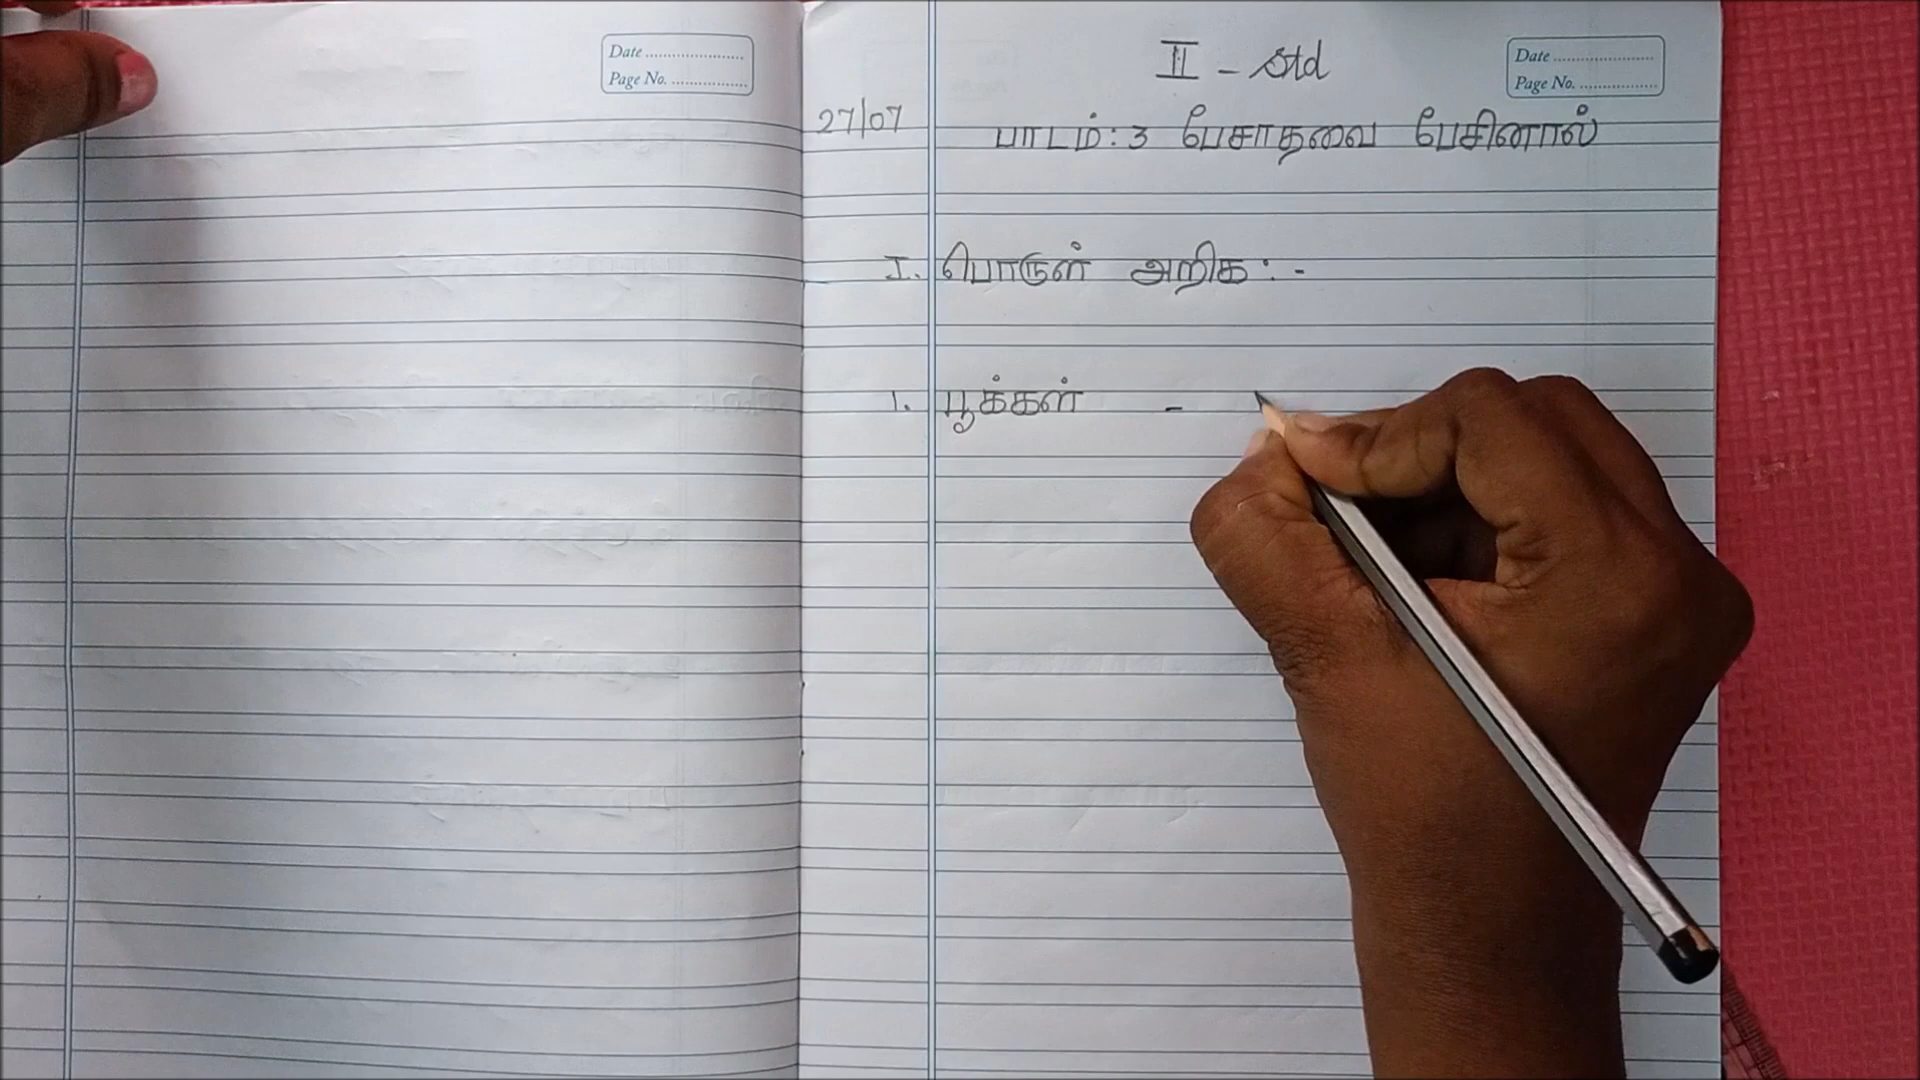 Date ......................
Page No. ..................
II - Std
Date ......................
Page No. ..................
27/07
பாடம் : 3 பேசாதவை பேசினால்
I. பொருள் அறிக : -
1. பூக்கள் -